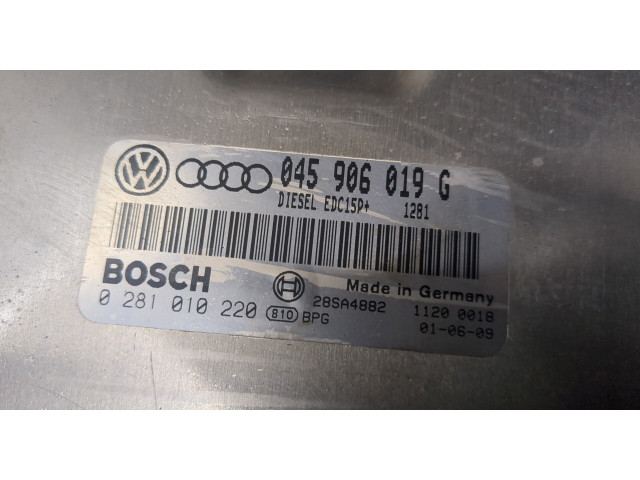 045 906 019 G
DIESEL EDC15P+ 1281
BOSCH
Made in Germany
0 281 010 220 810 BPG 28SA4882 1120 0018
01-06-09